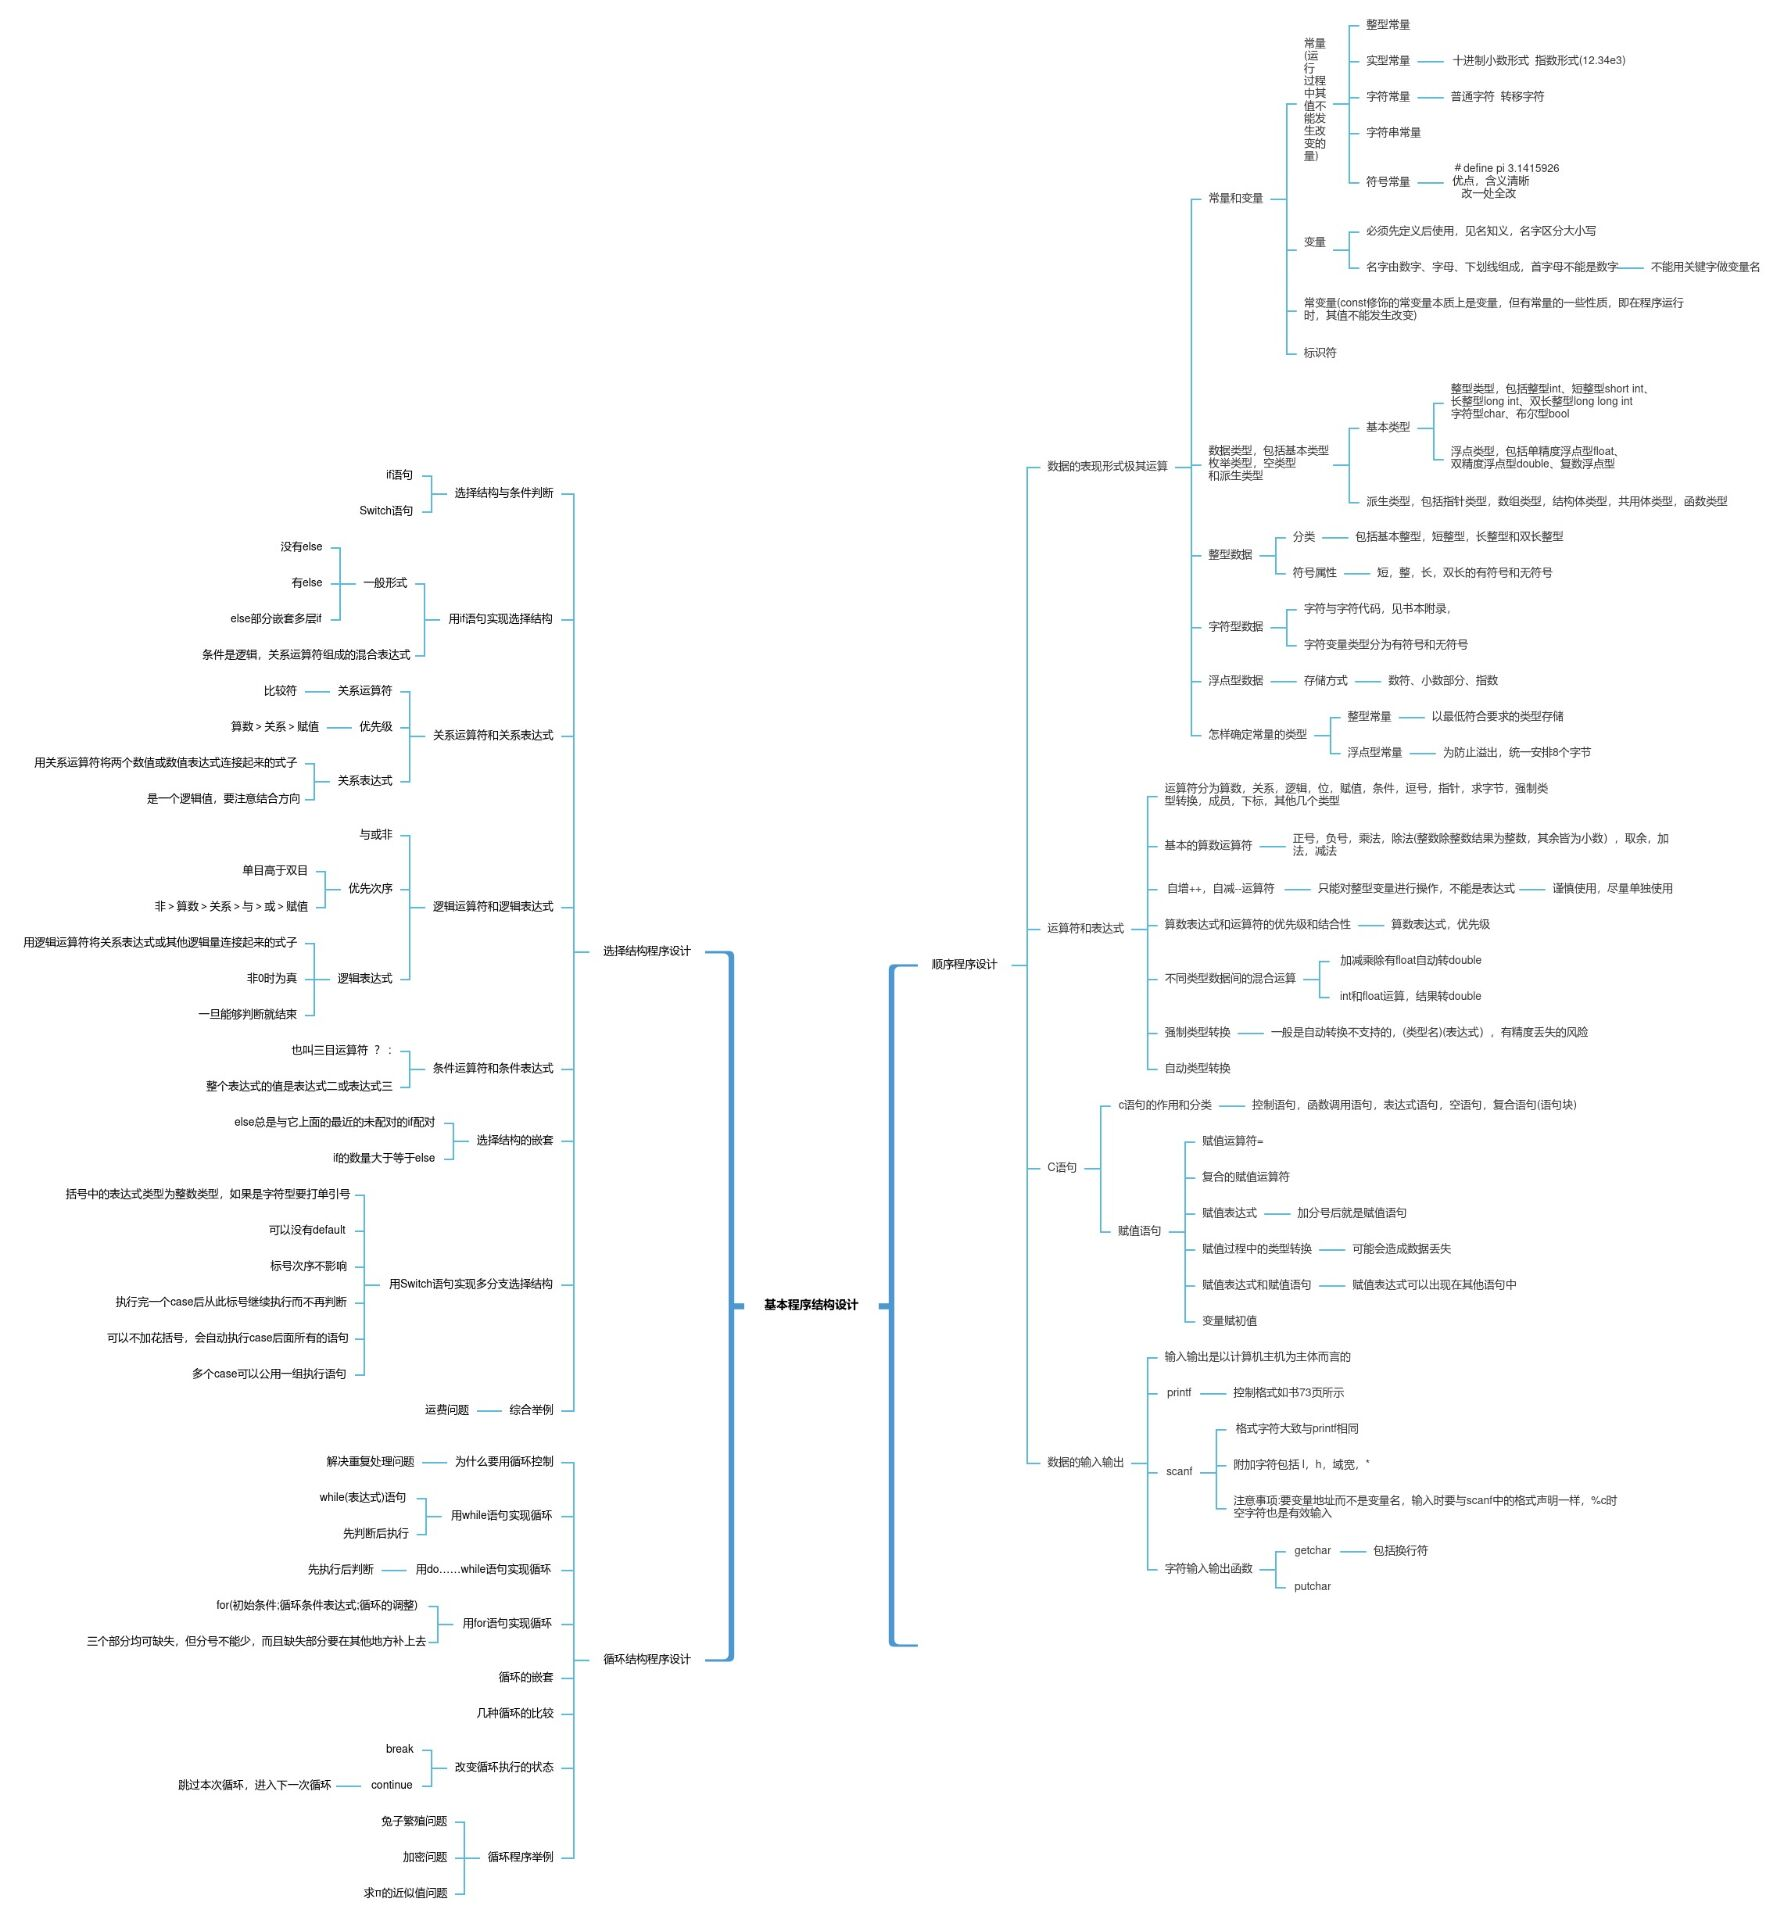 基本程序结构设计
顺序程序设计
数据的表现形式极其运算
常量和变量
常量
(运
行
过程
中其
值不
能发
生改
变的
量)
整型常量
实型常量
十进制小数形式 指数形式(12.34e3)
字符常量
普通字符 转移字符
字符串常量
符号常量
# define pi 3.1415926
优点，含义清晰
改一处全改
变量
必须先定义后使用，见名知义，名字区分大小写
名字由数字、字母、下划线组成，首字母不能是数字
不能用关键字做变量名
常变量(const修饰的常变量本质上是变量，但有常量的一些性质，即在程序运行
时，其值不能发生改变)
标识符
数据类型，包括基本类型
枚举类型，空类型
和派生类型
基本类型
整型类型，包括整型int、短整型short int、
长整型long int、双长整型long long int
字符型char、布尔型bool
浮点类型，包括单精度浮点型float、
双精度浮点型double、复数浮点型
派生类型，包括指针类型，数组类型，结构体类型，共用体类型，函数类型
整型数据
分类
包括基本整型，短整型，长整型和双长整型
符号属性
短，整，长，双长的有符号和无符号
字符型数据
字符与字符代码，见书本附录，
字符变量类型分为有符号和无符号
浮点型数据
存储方式
数符、小数部分、指数
怎样确定常量的类型
整型常量
以最低符合要求的类型存储
浮点型常量
为防止溢出，统一安排8个字节
运算符和表达式
运算符分为算数，关系，逻辑，位，赋值，条件，逗号，指针，求字节，强制类
型转换，成员，下标，其他几个类型
基本的算数运算符
正号，负号，乘法，除法(整数除整数结果为整数，其余皆为小数），取余，加
法，减法
自增++，自减--运算符
只能对整型变量进行操作，不能是表达式
谨慎使用，尽量单独使用
算数表达式和运算符的优先级和结合性
算数表达式，优先级
不同类型数据间的混合运算
加减乘除有float自动转double
int和float运算，结果转double
强制类型转换
一般是自动转换不支持的，(类型名)(表达式），有精度丢失的风险
自动类型转换
C语句
c语句的作用和分类
控制语句，函数调用语句，表达式语句，空语句，复合语句(语句块)
赋值语句
赋值运算符=
复合的赋值运算符
赋值表达式
加分号后就是赋值语句
赋值过程中的类型转换
可能会造成数据丢失
赋值表达式和赋值语句
赋值表达式可以出现在其他语句中
变量赋初值
数据的输入输出
输入输出是以计算机主机为主体而言的
printf
控制格式如书73页所示
scanf
格式字符大致与printf相同
附加字符包括 l，h，域宽，*
注意事项:要变量地址而不是变量名，输入时要与scanf中的格式声明一样，%c时
空字符也是有效输入
字符输入输出函数
getchar
包括换行符
putchar
选择结构程序设计
选择结构与条件判断
if语句
Switch语句
用if语句实现选择结构
一般形式
没有else
有else
else部分嵌套多层if
条件是逻辑，关系运算符组成的混合表达式
关系运算符和关系表达式
关系运算符
比较符
优先级
算数 > 关系 > 赋值
关系表达式
用关系运算符将两个数值或数值表达式连接起来的式子
是一个逻辑值，要注意结合方向
逻辑运算符和逻辑表达式
与或非
优先次序
单目高于双目
非 > 算数 > 关系 > 与 > 或 > 赋值
逻辑表达式
用逻辑运算符将关系表达式或其他逻辑量连接起来的式子
非0时为真
一旦能够判断就结束
条件运算符和条件表达式
也叫三目运算符 ？ ：
整个表达式的值是表达式二或表达式三
选择结构的嵌套
else总是与它上面的最近的未配对的if配对
if的数量大于等于else
用Switch语句实现多分支选择结构
括号中的表达式类型为整数类型，如果是字符型要打单引号
可以没有default
标号次序不影响
执行完一个case后从此标号继续执行而不再判断
可以不加花括号，会自动执行case后面所有的语句
多个case可以公用一组执行语句
综合举例
运费问题
循环结构程序设计
为什么要用循环控制
解决重复处理问题
用while语句实现循环
while(表达式)语句
先判断后执行
用do……while语句实现循环
先执行后判断
用for语句实现循环
for(初始条件;循环条件表达式;循环的调整)
三个部分均可缺失，但分号不能少，而且缺失部分要在其他地方补上去
循环的嵌套
几种循环的比较
改变循环执行的状态
break
continue
跳过本次循环，进入下一次循环
循环程序举例
兔子繁殖问题
加密问题
求π的近似值问题